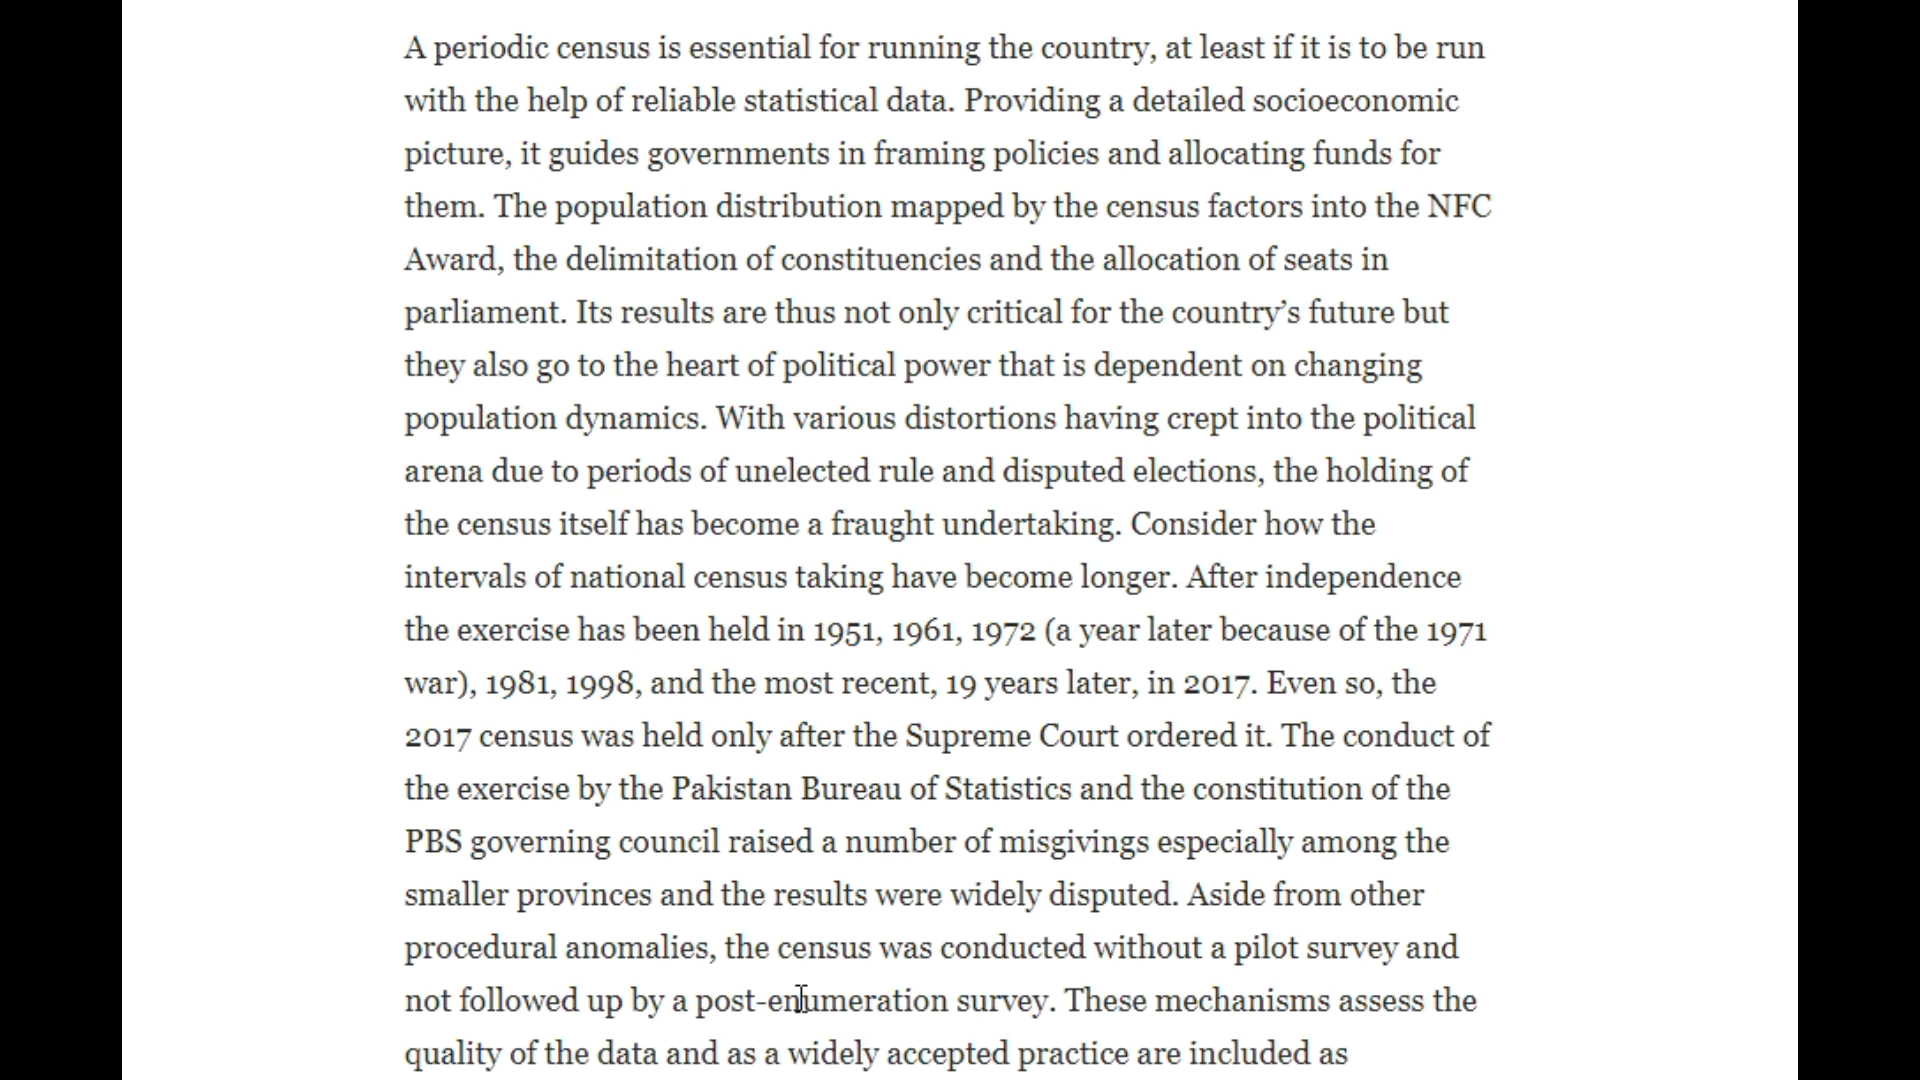 A periodic census is essential for running the country, at least if it is to be run
with the help of reliable statistical data. Providing a detailed socioeconomic
picture, it guides governments in framing policies and allocating funds for
them. The population distribution mapped by the census factors into the NFC
Award, the delimitation of constituencies and the allocation of seats in
parliament. Its results are thus not only critical for the country’s future but
they also go to the heart of political power that is dependent on changing
population dynamics. With various distortions having crept into the political
arena due to periods of unelected rule and disputed elections, the holding of
the census itself has become a fraught undertaking. Consider how the
intervals of national census taking have become longer. After independence
the exercise has been held in 1951, 1961, 1972 (a year later because of the 1971
war), 1981, 1998, and the most recent, 19 years later, in 2017. Even so, the
2017 census was held only after the Supreme Court ordered it. The conduct of
the exercise by the Pakistan Bureau of Statistics and the constitution of the
PBS governing council raised a number of misgivings especially among the
smaller provinces and the results were widely disputed. Aside from other
procedural anomalies, the census was conducted without a pilot survey and
not followed up by a post-enumeration survey. These mechanisms assess the
quality of the data and as a widely accepted practice are included as